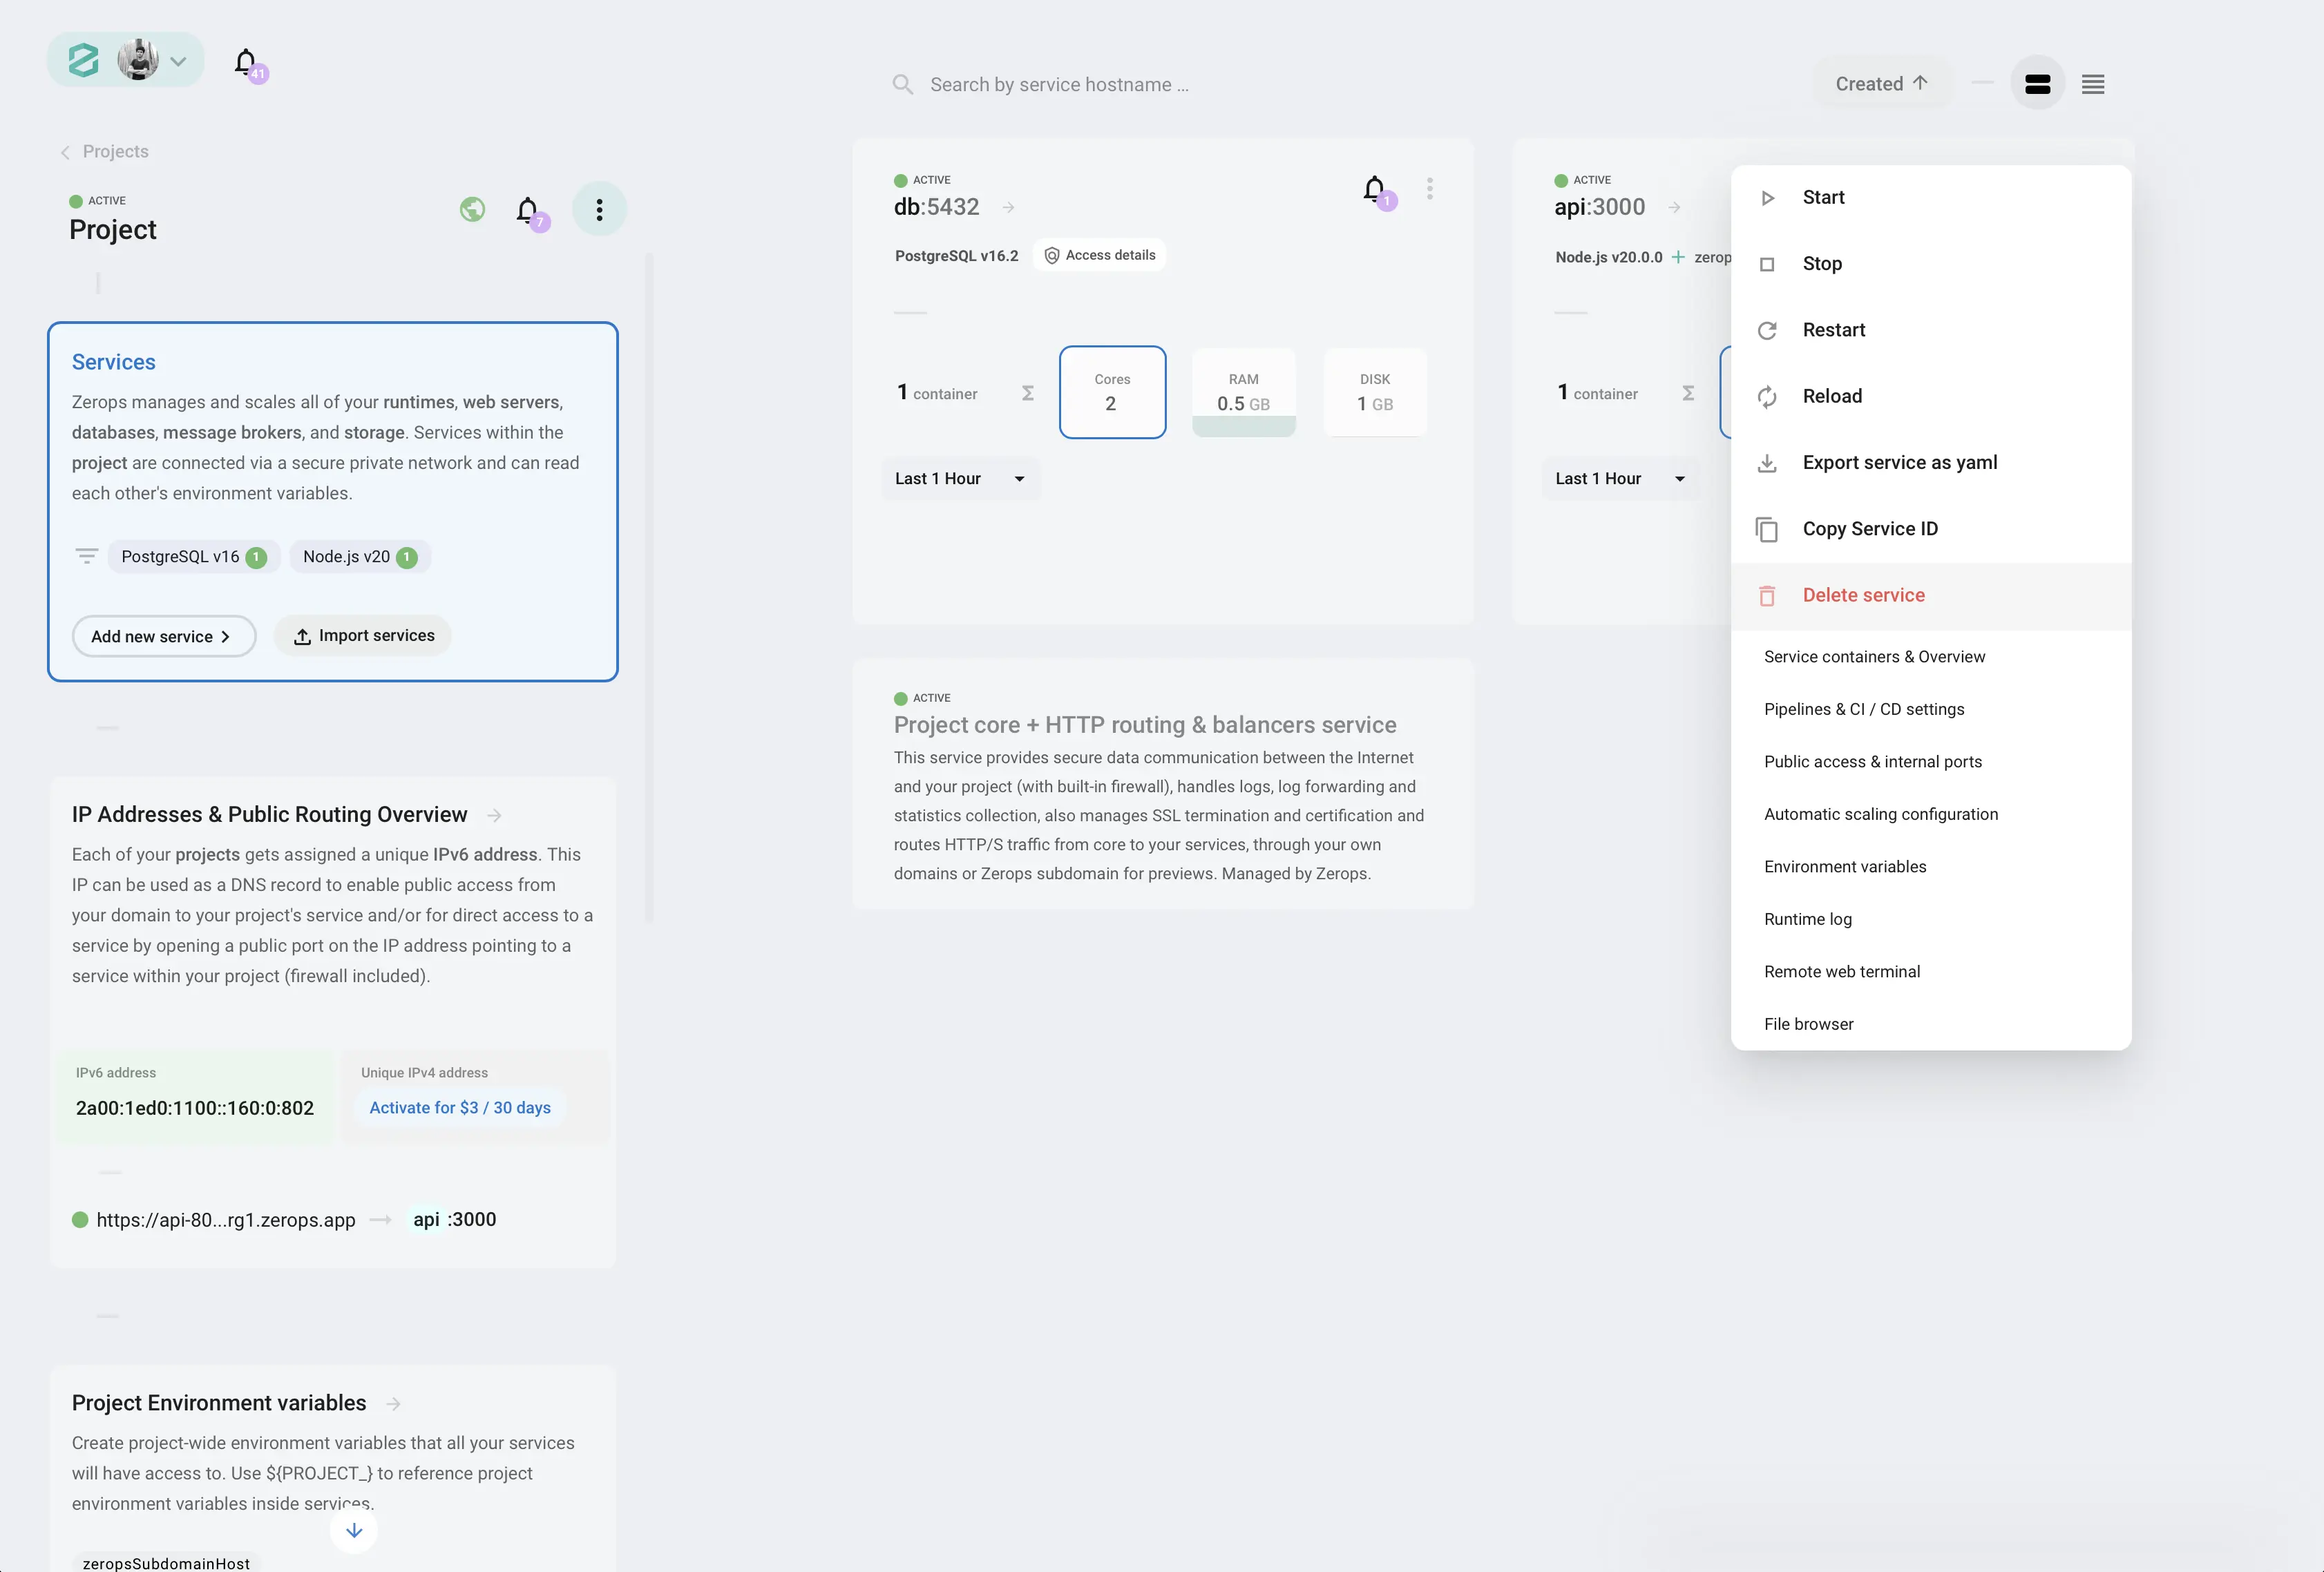 41
Search by service hostname ...
Created
Projects
ACTIVE
Project
7
Services
Zerops manages and scales all of your runtimes, web servers,
databases, message brokers, and storage. Services within the
project are connected via a secure private network and can read
each other's environment variables.
PostgreSQL v16 1
Node.js v20 1
Add new service
Import services
IP Addresses & Public Routing Overview
Each of your projects gets assigned a unique IPv6 address. This
IP can be used as a DNS record to enable public access from
your domain to your project's service and/or for direct access to a
service by opening a public port on the IP address pointing to a
service within your project (firewall included).
IPv6 address
2a00:1ed0:1100::160:0:802
Unique IPv4 address
Activate for $3 / 30 days
https://api-80...rg1.zerops.app
api :3000
Project Environment variables
Create project-wide environment variables that all your services
will have access to. Use ${PROJECT_} to reference project
environment variables inside services.
zeropsSubdomainHost
ACTIVE
db:5432
1
PostgreSQL v16.2
Access details
1 container
Σ
Cores
2
RAM
0.5 GB
DISK
1 GB
Last 1 Hour
ACTIVE
Project core + HTTP routing & balancers service
This service provides secure data communication between the Internet
and your project (with built-in firewall), handles logs, log forwarding and
statistics collection, also manages SSL termination and certification and
routes HTTP/S traffic from core to your services, through your own
domains or Zerops subdomain for previews. Managed by Zerops.
ACTIVE
api:3000
Node.js v20.0.0 + zerop
1 container
Σ
Last 1 Hour
Start
Stop
Restart
Reload
Export service as yaml
Copy Service ID
Delete service
Service containers & Overview
Pipelines & CI / CD settings
Public access & internal ports
Automatic scaling configuration
Environment variables
Runtime log
Remote web terminal
File browser